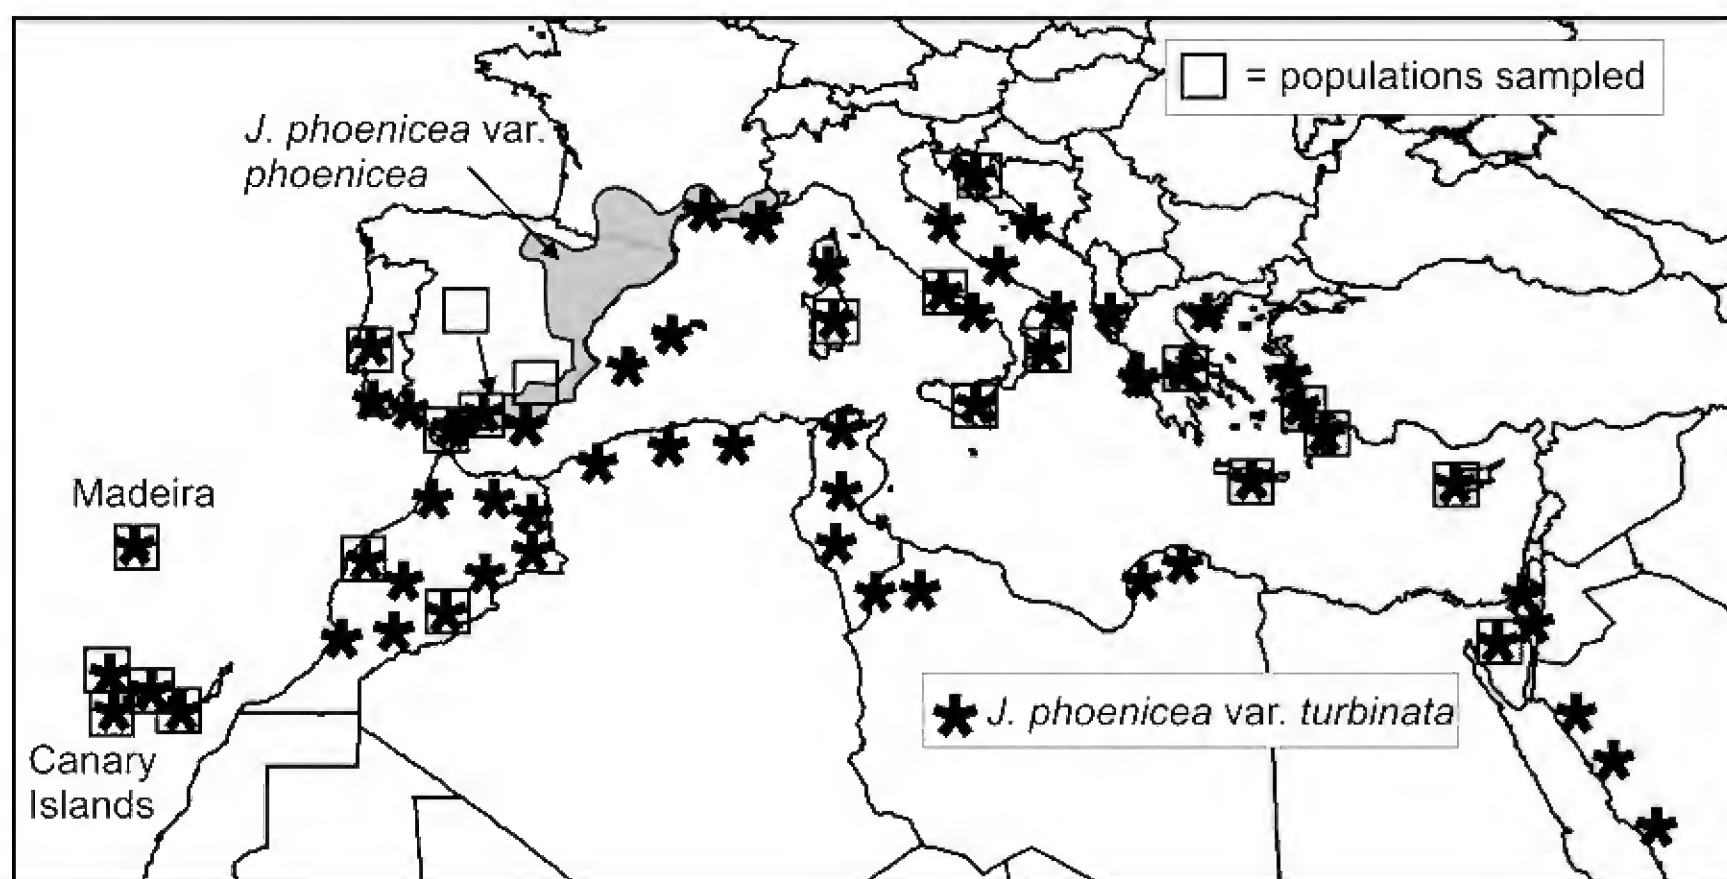 = populations sampled
J. phoenicea var.
phoenicea
Madeira
J. phoenicea var. turbinata
Canary
Islands